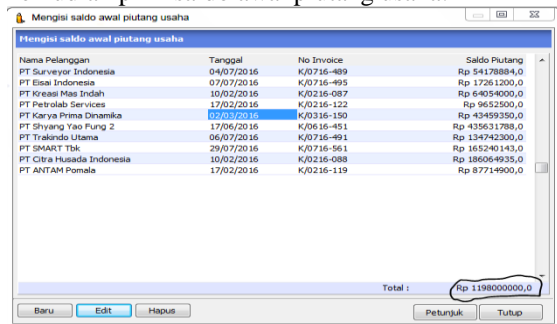 Mengisi saldo awal piutang usaha
Mengisi saldo awal piutang usaha
Nama Pelanggan Tanggal No Invoice Saldo Piutang
PT Surveyor Indonesia 04/07/2016 K/0716-489 Rp 54178884,0
PT Eisai Indonesia 07/07/2016 K/0716-495 Rp 17261200,0
PT Kreasi Mas Indah 10/02/2016 K/0216-087 Rp 64054000,0
PT Petrolab Services 17/02/2016 K/0216-122 Rp 9652500,0
PT Karya Prima Dinamika 02/03/2016 K/0316-150 Rp 43459350,0
PT Shyang Yao Fung 2 17/06/2016 K/0616-451 Rp 435631788,0
PT Trakindo Utama 06/07/2016 K/0716-491 Rp 134742300,0
PT SMART Tbk 29/07/2016 K/0716-561 Rp 165240143,0
PT Citra Husada Indonesia 10/02/2016 K/0216-088 Rp 186064935,0
PT ANTAM Pomala 17/02/2016 K/0216-119 Rp 87714900,0
Total : Rp 1198000000,0
Baru Edit Hapus Petunjuk Tutup